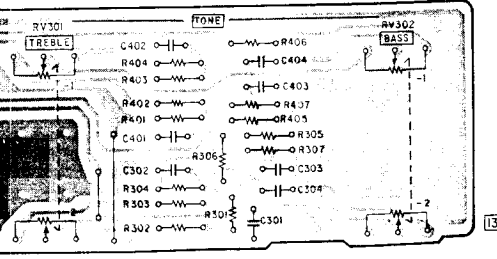 TONE
RV301
TREBLE
RV302
BASS
C402
R406
R404
C404
R403
C403
R402
R407
R401
R405
C401
R305
R307
R306
C302
C303
R304
C304
R303
R301
C301
R302
-1
-2
-2
13